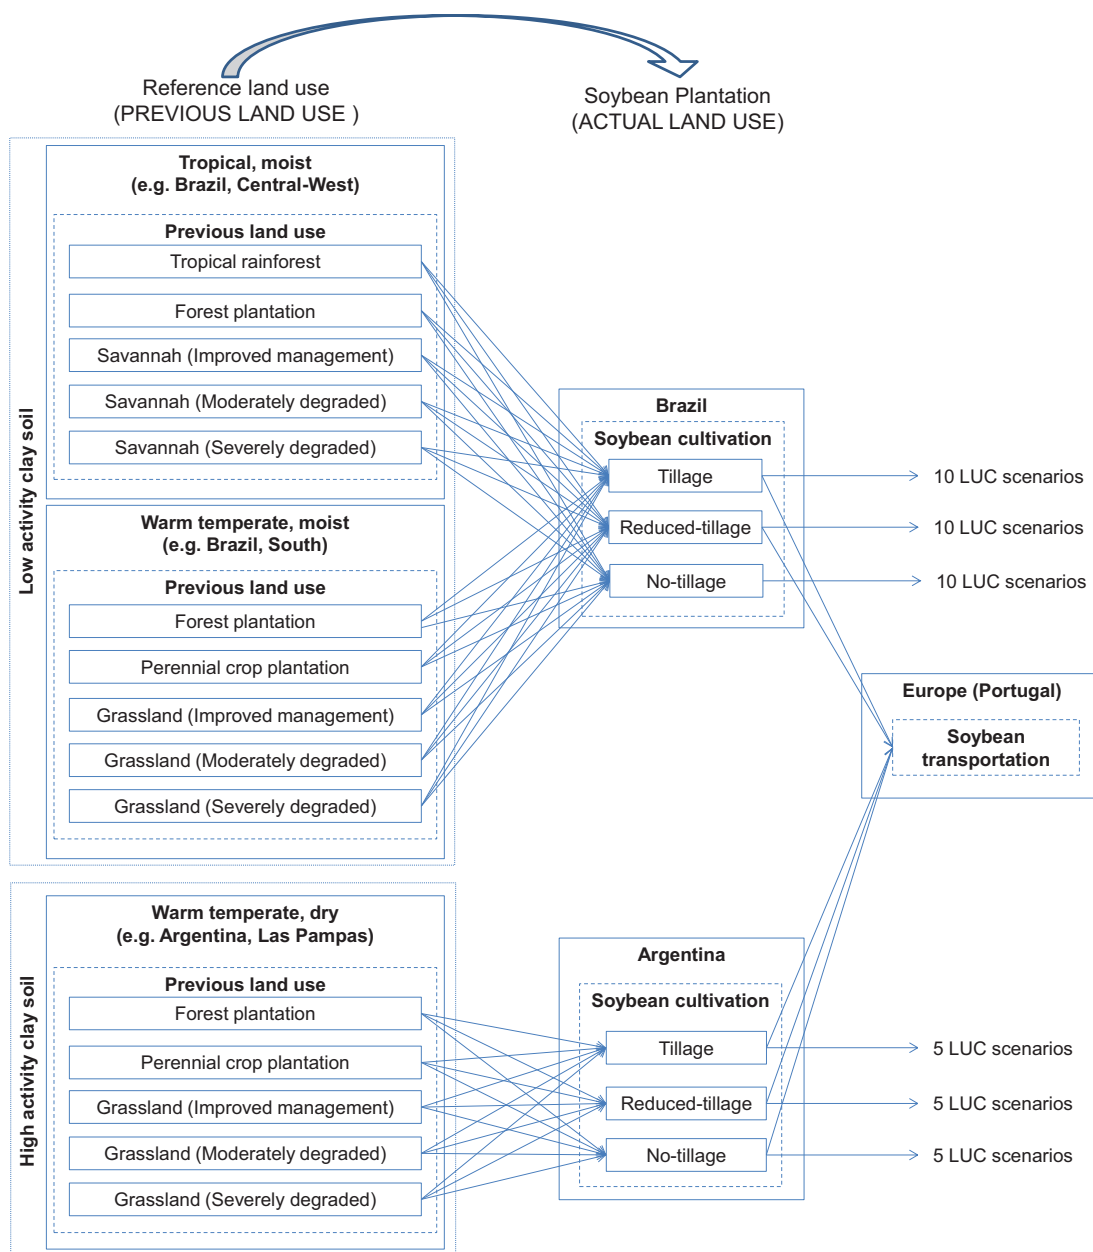 Reference land use
(PREVIOUS LAND USE )
Soybean Plantation
(ACTUAL LAND USE)
Low activity clay soil
Tropical, moist
(e.g. Brazil, Central-West)
Previous land use
Tropical rainforest
Forest plantation
Savannah (Improved management)
Savannah (Moderately degraded)
Savannah (Severely degraded)
Warm temperate, moist
(e.g. Brazil, South)
Previous land use
Forest plantation
Perennial crop plantation
Grassland (Improved management)
Grassland (Moderately degraded)
Grassland (Severely degraded)
Brazil
Soybean cultivation
Tillage
Reduced-tillage
No-tillage
10 LUC scenarios
10 LUC scenarios
10 LUC scenarios
Europe (Portugal)
Soybean
transportation
High activity clay soil
Warm temperate, dry
(e.g. Argentina, Las Pampas)
Previous land use
Forest plantation
Perennial crop plantation
Grassland (Improved management)
Grassland (Moderately degraded)
Grassland (Severely degraded)
Argentina
Soybean cultivation
Tillage
Reduced-tillage
No-tillage
5 LUC scenarios
5 LUC scenarios
5 LUC scenarios